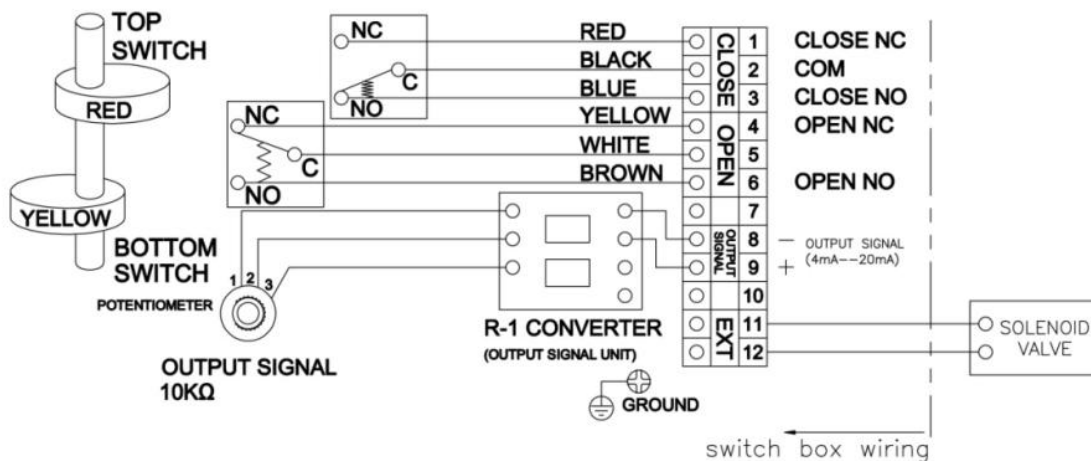 TOP
SWITCH
RED
YELLOW
BOTTOM
SWITCH
NC
C
NO
NC
C
NO
RED
BLACK
BLUE
YELLOW
WHITE
BROWN
CLOSE
OPEN
OUTPUT
SIGNAL
EXT
1 CLOSE NC
2 COM
3 CLOSE NO
4 OPEN NC
5
6 OPEN NO
7
8 — OUTPUT SIGNAL
9 + (4mA--20mA)
10
11
12
1 2 3
POTENTIOMETER
OUTPUT SIGNAL
10KΩ
R-1 CONVERTER
(OUTPUT SIGNAL UNIT)
GROUND
SOLENOID
VALVE
switch box wiring